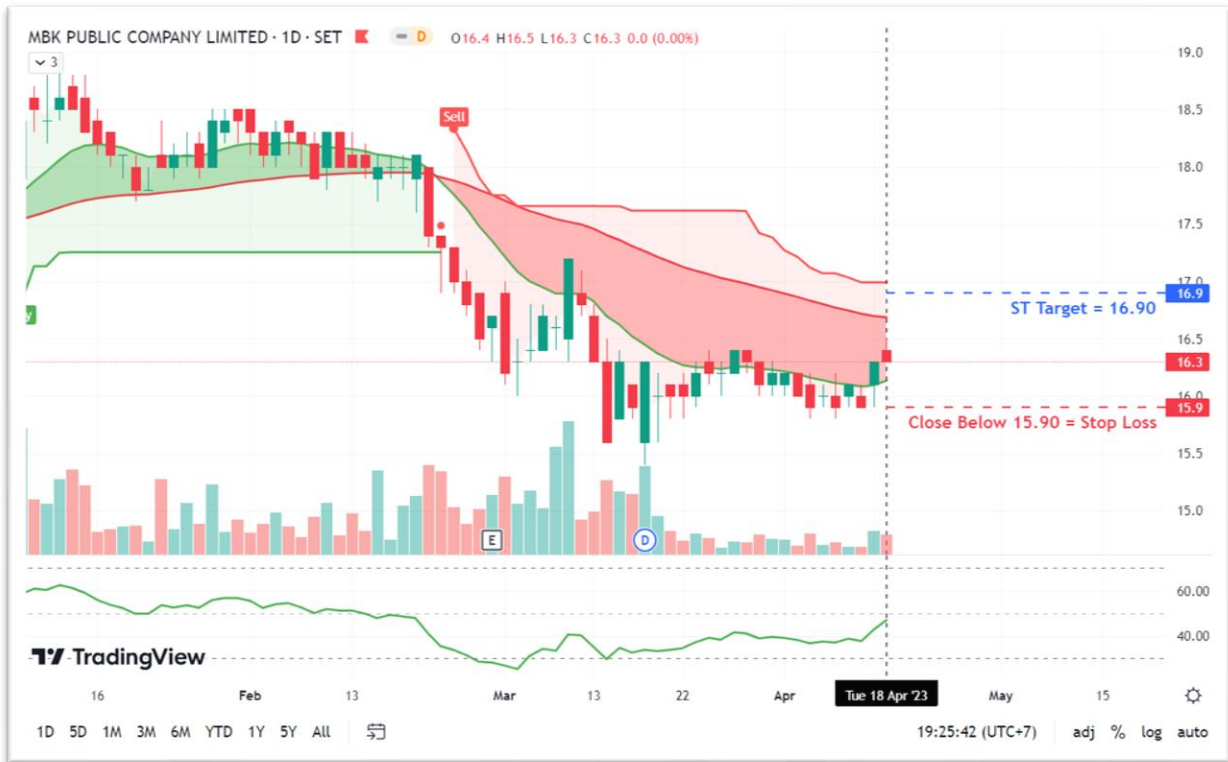 MBK PUBLIC COMPANY LIMITED · 1D · SET D O16.4 H16.5 L16.3 C16.3 0.0 (0.00%)
3
19.0
18.5
Sell
18.0
17.5
17.0
16.9
ST Target = 16.90
y
16.5
16.3
16.0
15.9
Close Below 15.90 = Stop Loss
15.5
15.0
E
D
60.00
40.00
TradingView
16 Feb 13 Mar 13 22 Apr Tue 18 Apr '23 May 15
1D 5D 1M 3M 6M YTD 1Y 5Y All 19:25:42 (UTC+7) adj % log auto